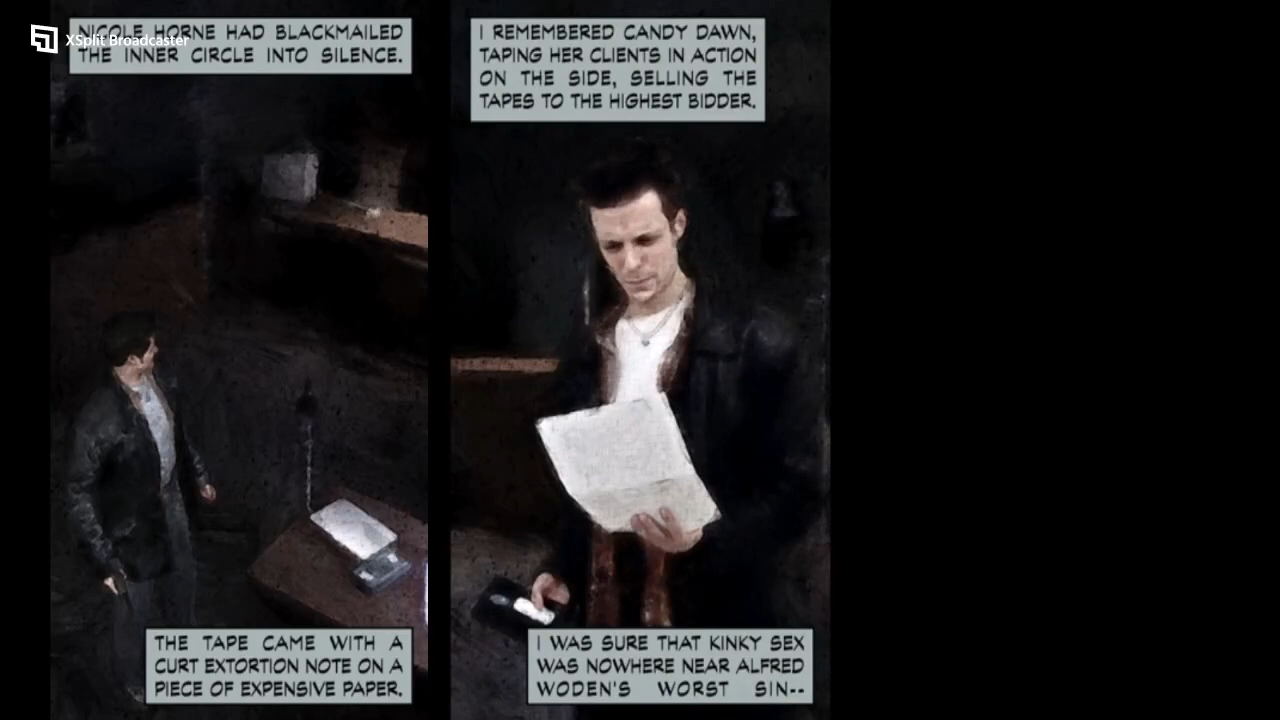 NICOLE HORNE HAD BLACKMAILED
THE INNER CIRCLE INTO SILENCE.
XSplit Broadcaster
THE TAPE CAME WITH A
CURT EXTORTION NOTE ON A
PIECE OF EXPENSIVE PAPER.
I REMEMBERED CANDY DAWN,
TAPING HER CLIENTS IN ACTION
ON THE SIDE, SELLING THE
TAPES TO THE HIGHEST BIDDER.
I WAS SURE THAT KINKY SEX
WAS NOWHERE NEAR ALFRED
WODEN'S WORST SIN--